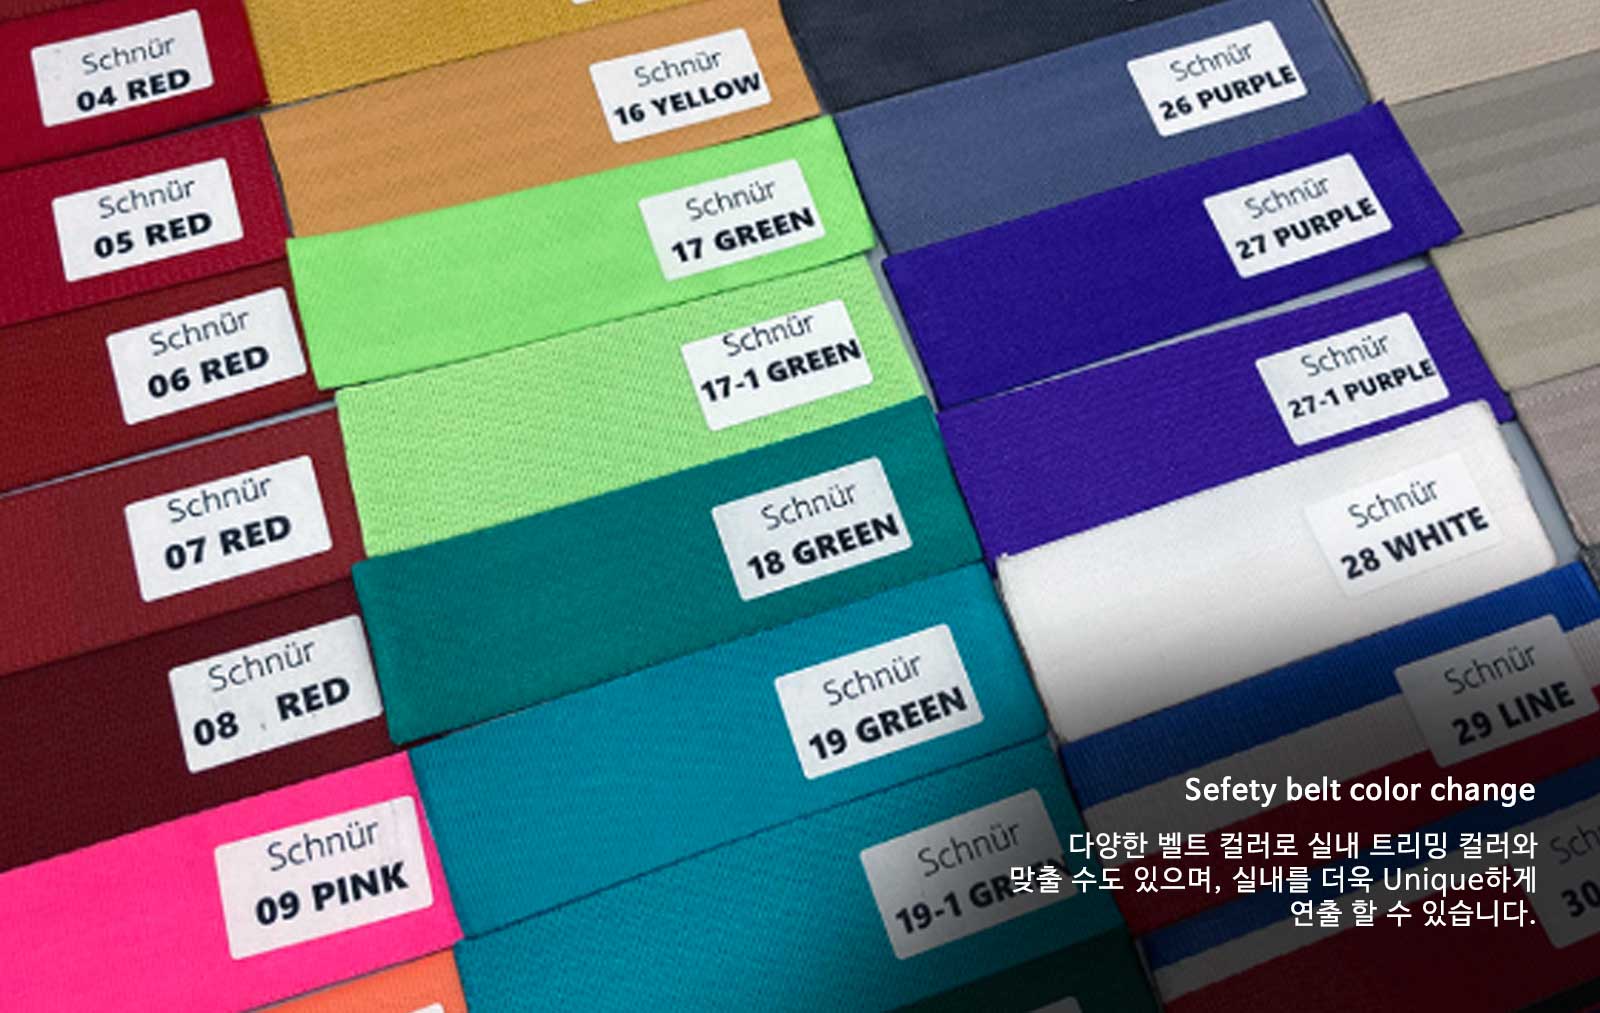 Schnür
04 RED
Schnür
05 RED
Schnür
06 RED
Schnür
07 RED
Schnür
08 RED
Schnür
09 PINK
Schnür
16 YELLOW
Schnür
17 GREEN
Schnür
17-1 GREEN
Schnür
18 GREEN
Schnür
19 GREEN
Schnür
19-1
Schnür
26 PURPLE
Schnür
27 PURPLE
Schnür
27-1 PURPLE
Schnür
28 WHITE
Schnür
29 LINE
30
Sefety belt color change
다양한 벨트 컬러로 실내 트리밍 컬러와
맞출 수도 있으며, 실내를 더욱 Unique하게
연출 할 수 있습니다.